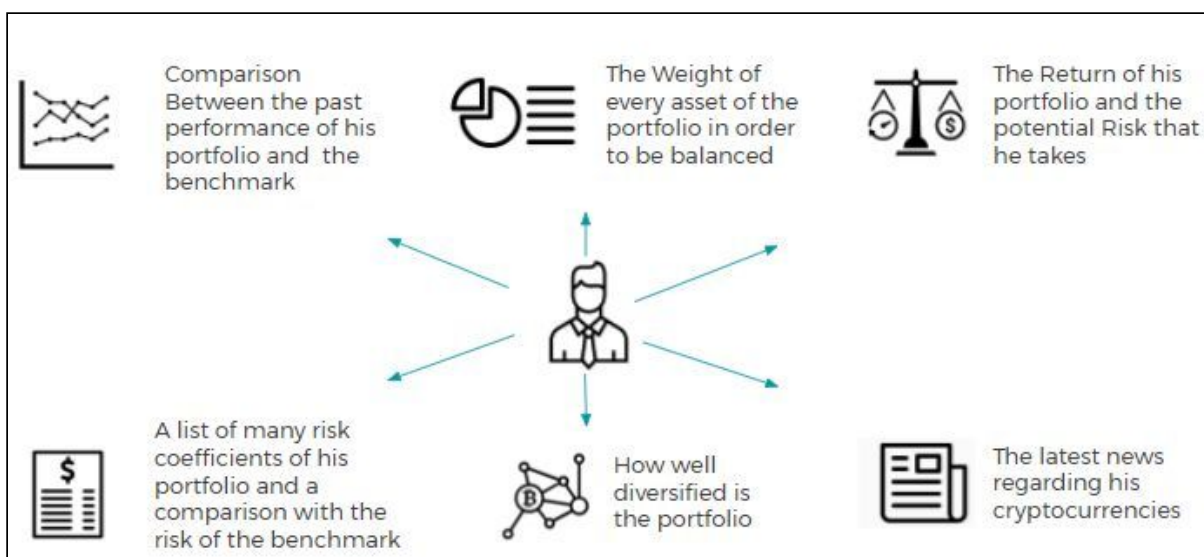 Comparison
Between the past
performance of his
portfolio and the
benchmark
The Weight of
every asset of the
portfolio in order
to be balanced
The Return of his
portfolio and the
potential Risk that
he takes
A list of many risk
coefficients of his
portfolio and a
comparison with the
risk of the benchmark
How well
diversified is
the portfolio
The latest news
regarding his
cryptocurrencies
$
$
B